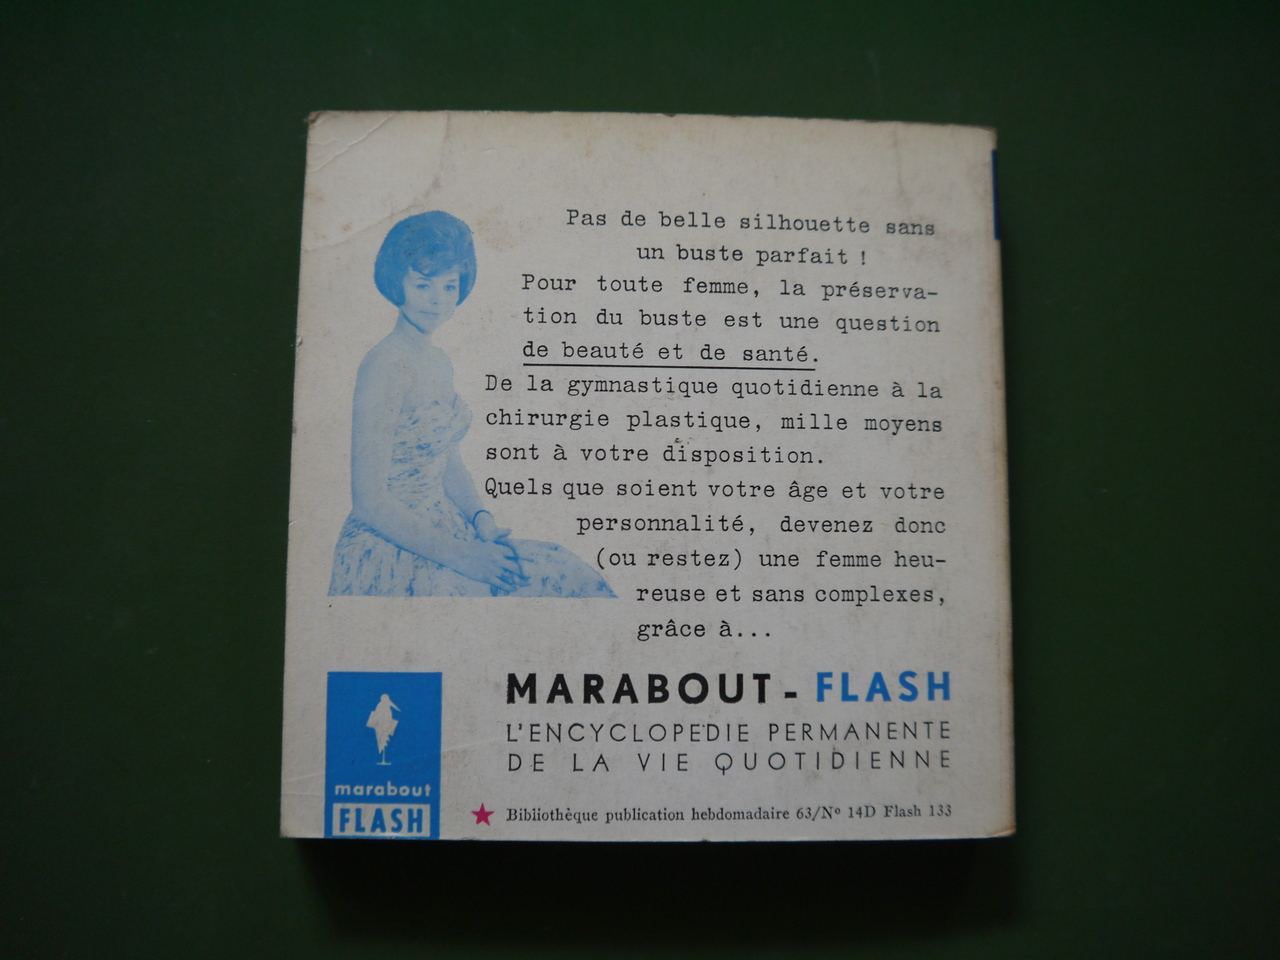 Pas de belle silhouette sans
un buste parfait !
Pour toute femme, la préserva-
tion du buste est une question
de beauté et de santé.
De la gymnastique quotidienne à la
chirurgie plastique, mille moyens
sont à votre disposition.
Quels que soient votre âge et votre
personnalité, devenez donc
(ou restez) une femme heu-
reuse et sans complexes,
grâce à...
MARABOUT - FLASH
L'ENCYCLOPEDIE PERMANENTE
DE LA VIE QUOTIDIENNE
marabout
FLASH
Bibliothèque publication hebdomadaire 63/Nº 14D Flash 133